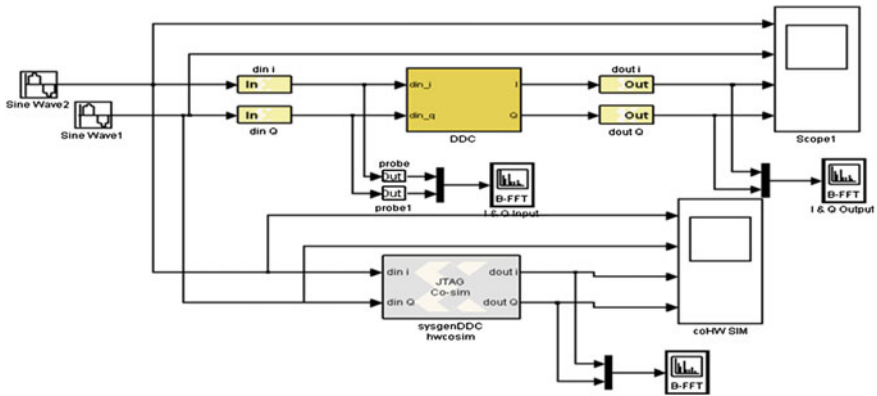 din i
dout i
In
din_i
I
Out
Sine Wave2
In
din_q
Q
Out
Sine Wave1
din Q
DDC
dout Q
Scope1
probe
Out
Out
probe1
B-FFT
I & Q Input
B-FFT
I & Q Output
din i
JTAG
Co-sim
dout i
din Q
dout Q
sysgenDDC
hwcosim
coHW SIM
B-FFT